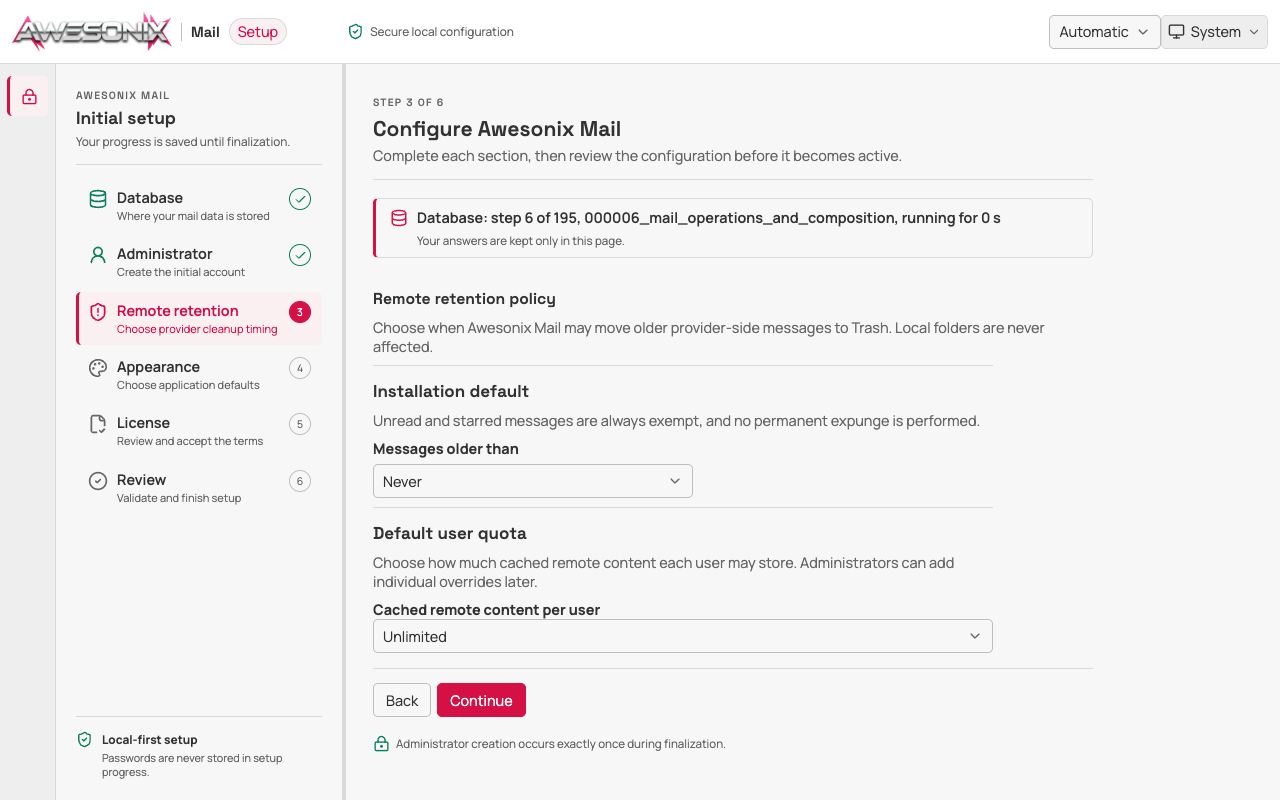 AWESONIX
Mail
Setup
Secure local configuration
Automatic
System
AWESONIX MAIL
Initial setup
Your progress is saved until finalization.
Database
Where your mail data is stored
Administrator
Create the initial account
Remote retention
3
Choose provider cleanup timing
Appearance
4
Choose application defaults
License
5
Review and accept the terms
Review
6
Validate and finish setup
Local-first setup
Passwords are never stored in setup
progress.
STEP 3 OF 6
Configure Awesonix Mail
Complete each section, then review the configuration before it becomes active.
Database: step 6 of 195, 000006_mail_operations_and_composition, running for 0 s
Your answers are kept only in this page.
Remote retention policy
Choose when Awesonix Mail may move older provider-side messages to Trash. Local folders are never
affected.
Installation default
Unread and starred messages are always exempt, and no permanent expunge is performed.
Messages older than
Never
Default user quota
Choose how much cached remote content each user may store. Administrators can add
individual overrides later.
Cached remote content per user
Unlimited
Back
Continue
Administrator creation occurs exactly once during finalization.